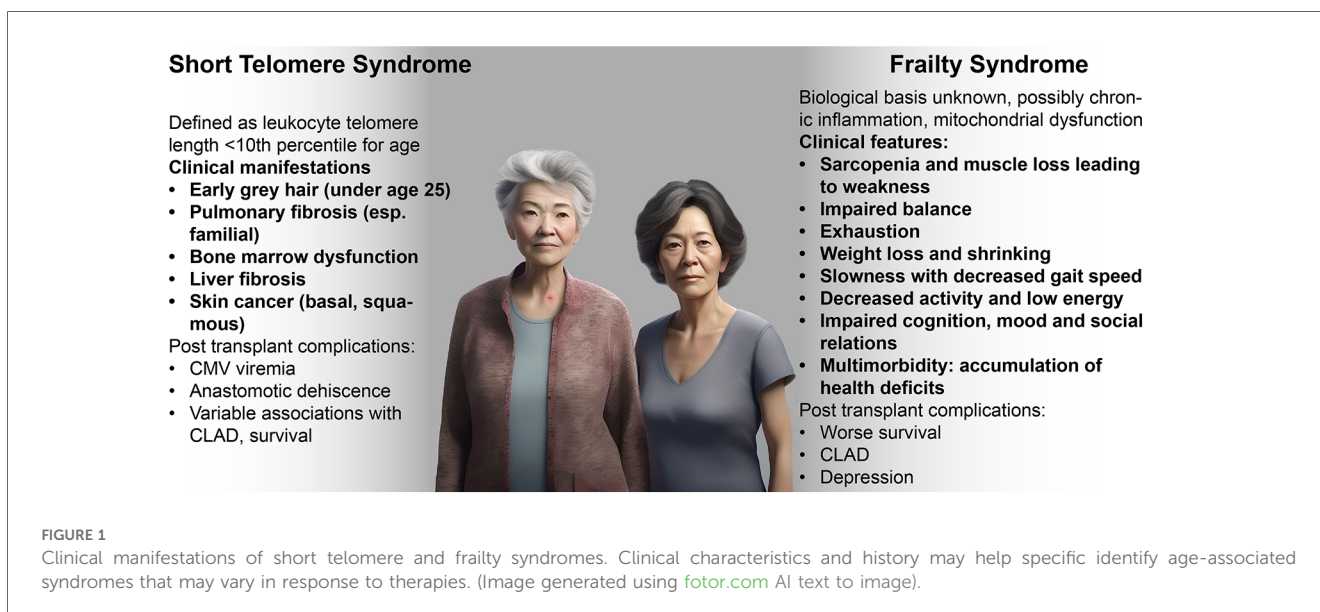 Short Telomere Syndrome
Defined as leukocyte telomere
length <10th percentile for age
Clinical manifestations
• Early grey hair (under age 25)
• Pulmonary fibrosis (esp.
familial)
• Bone marrow dysfunction
• Liver fibrosis
• Skin cancer (basal, squa-
mous)
Post transplant complications:
• CMV viremia
• Anastomotic dehiscence
• Variable associations with
CLAD, survival
Frailty Syndrome
Biological basis unknown, possibly chron-
ic inflammation, mitochondrial dysfunction
Clinical features:
• Sarcopenia and muscle loss leading
to weakness
• Impaired balance
• Exhaustion
• Weight loss and shrinking
• Slowness with decreased gait speed
• Decreased activity and low energy
• Impaired cognition, mood and social
relations
• Multimorbidity: accumulation of
health deficits
Post transplant complications:
• Worse survival
• CLAD
• Depression
FIGURE 1
Clinical manifestations of short telomere and frailty syndromes. Clinical characteristics and history may help specific identify age-associated
syndromes that may vary in response to therapies. (Image generated using fotor.com AI text to image).